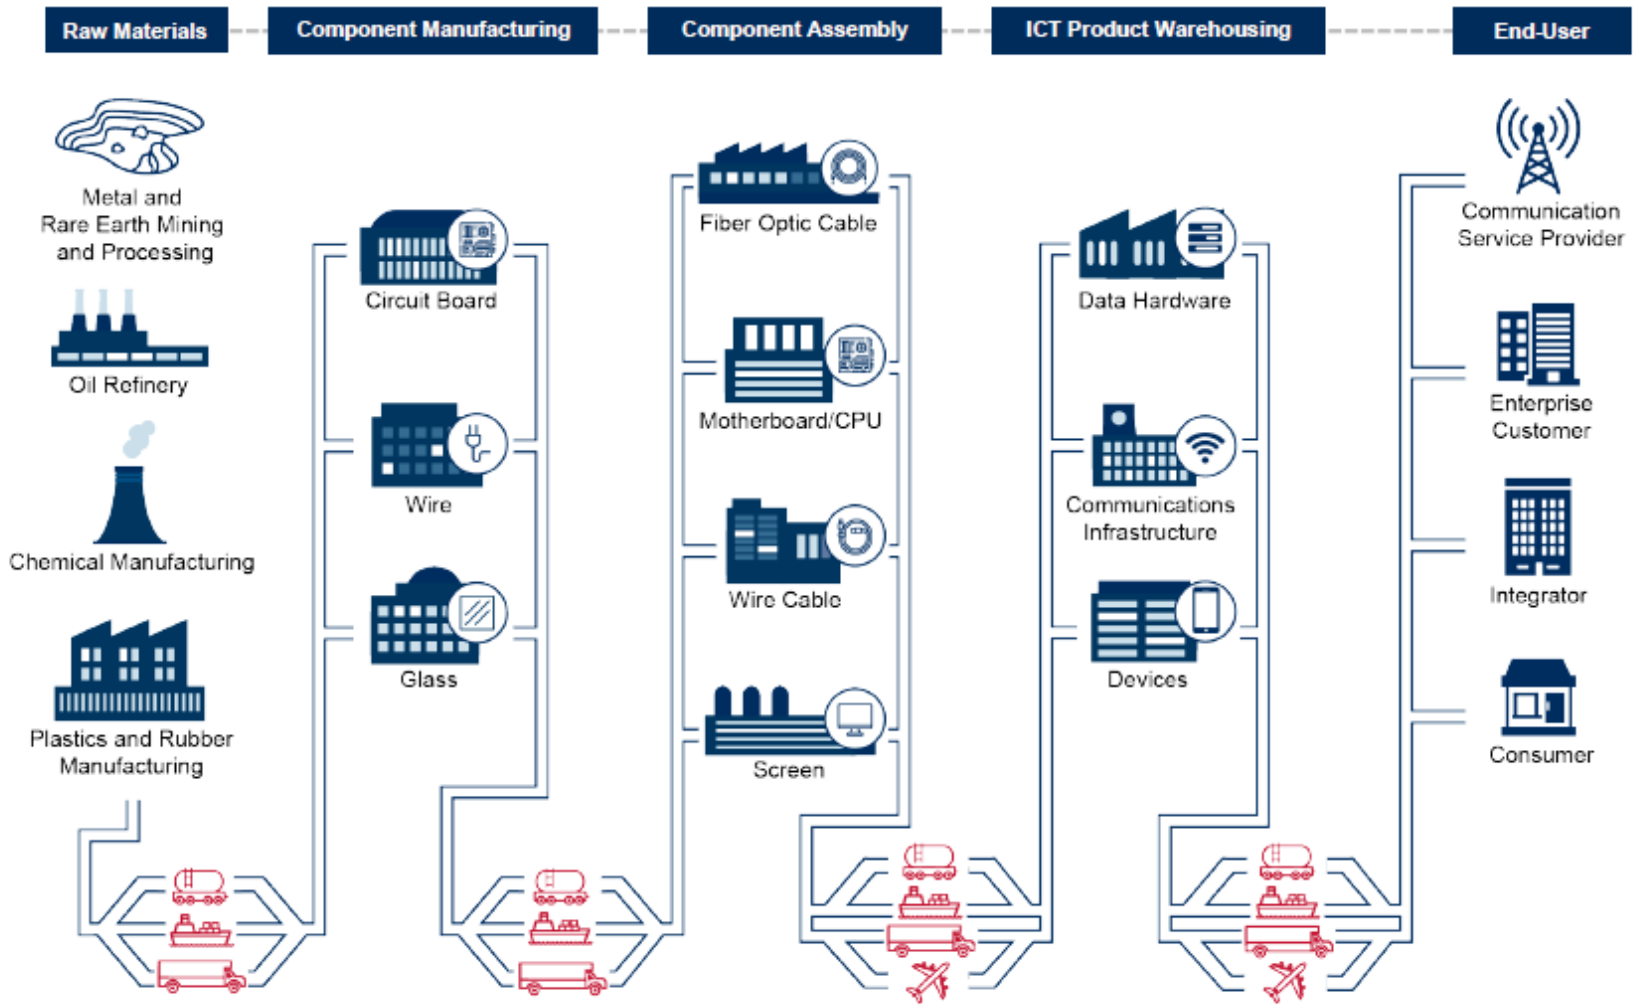 Raw Materials
Component Manufacturing
Component Assembly
ICT Product Warehousing
End-User
Metal and
Rare Earth Mining
and Processing
Oil Refinery
Chemical Manufacturing
Plastics and Rubber
Manufacturing
Circuit Board
Wire
Glass
Fiber Optic Cable
Motherboard/CPU
Wire Cable
Screen
Data Hardware
Communications
Infrastructure
Devices
Communication
Service Provider
Enterprise
Customer
Integrator
Consumer